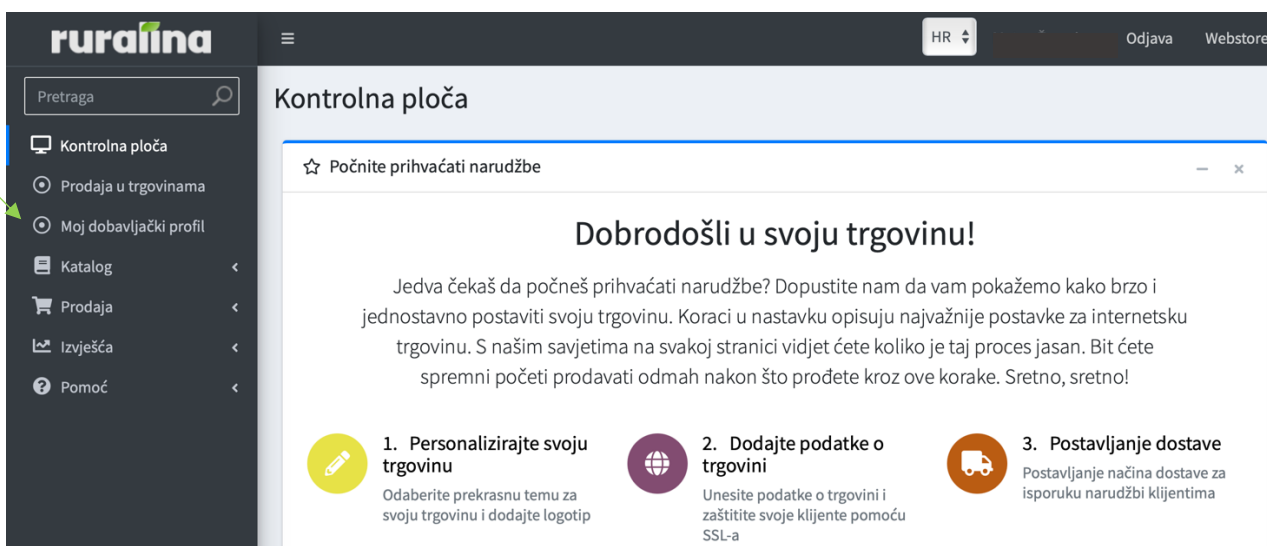 ruralina
HR
Odjava
Webstore
Pretraga
Kontrolna ploča
Prodaja u trgovinama
Moj dobavljački profil
Katalog
Prodaja
Izvješća
Pomoć
Kontrolna ploča
Počnite prihvaćati narudžbe
Dobrodošli u svoju trgovinu!
Jedva čekaš da počneš prihvaćati narudžbe? Dopustite nam da vam pokažemo kako brzo i
jednostavno postaviti svoju trgovinu. Koraci u nastavku opisuju najvažnije postavke za internetsku
trgovinu. S našim savjetima na svakoj stranici vidjet ćete koliko je taj proces jasan. Bit ćete
spremni početi prodavati odmah nakon što prođete kroz ove korake. Sretno, sretno!
1. Personalizirajte svoju
trgovinu
Odaberite prekrasnu temu za
svoju trgovinu i dodajte logotip
2. Dodajte podatke o
trgovini
Unesite podatke o trgovini i
zaštitite svoje klijente pomoću
SSL-a
3. Postavljanje dostave
Postavljanje načina dostave za
isporuku narudžbi klijentima